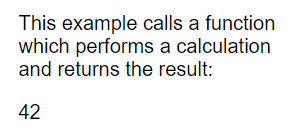 This example calls a function
which performs a calculation
and returns the result:
42